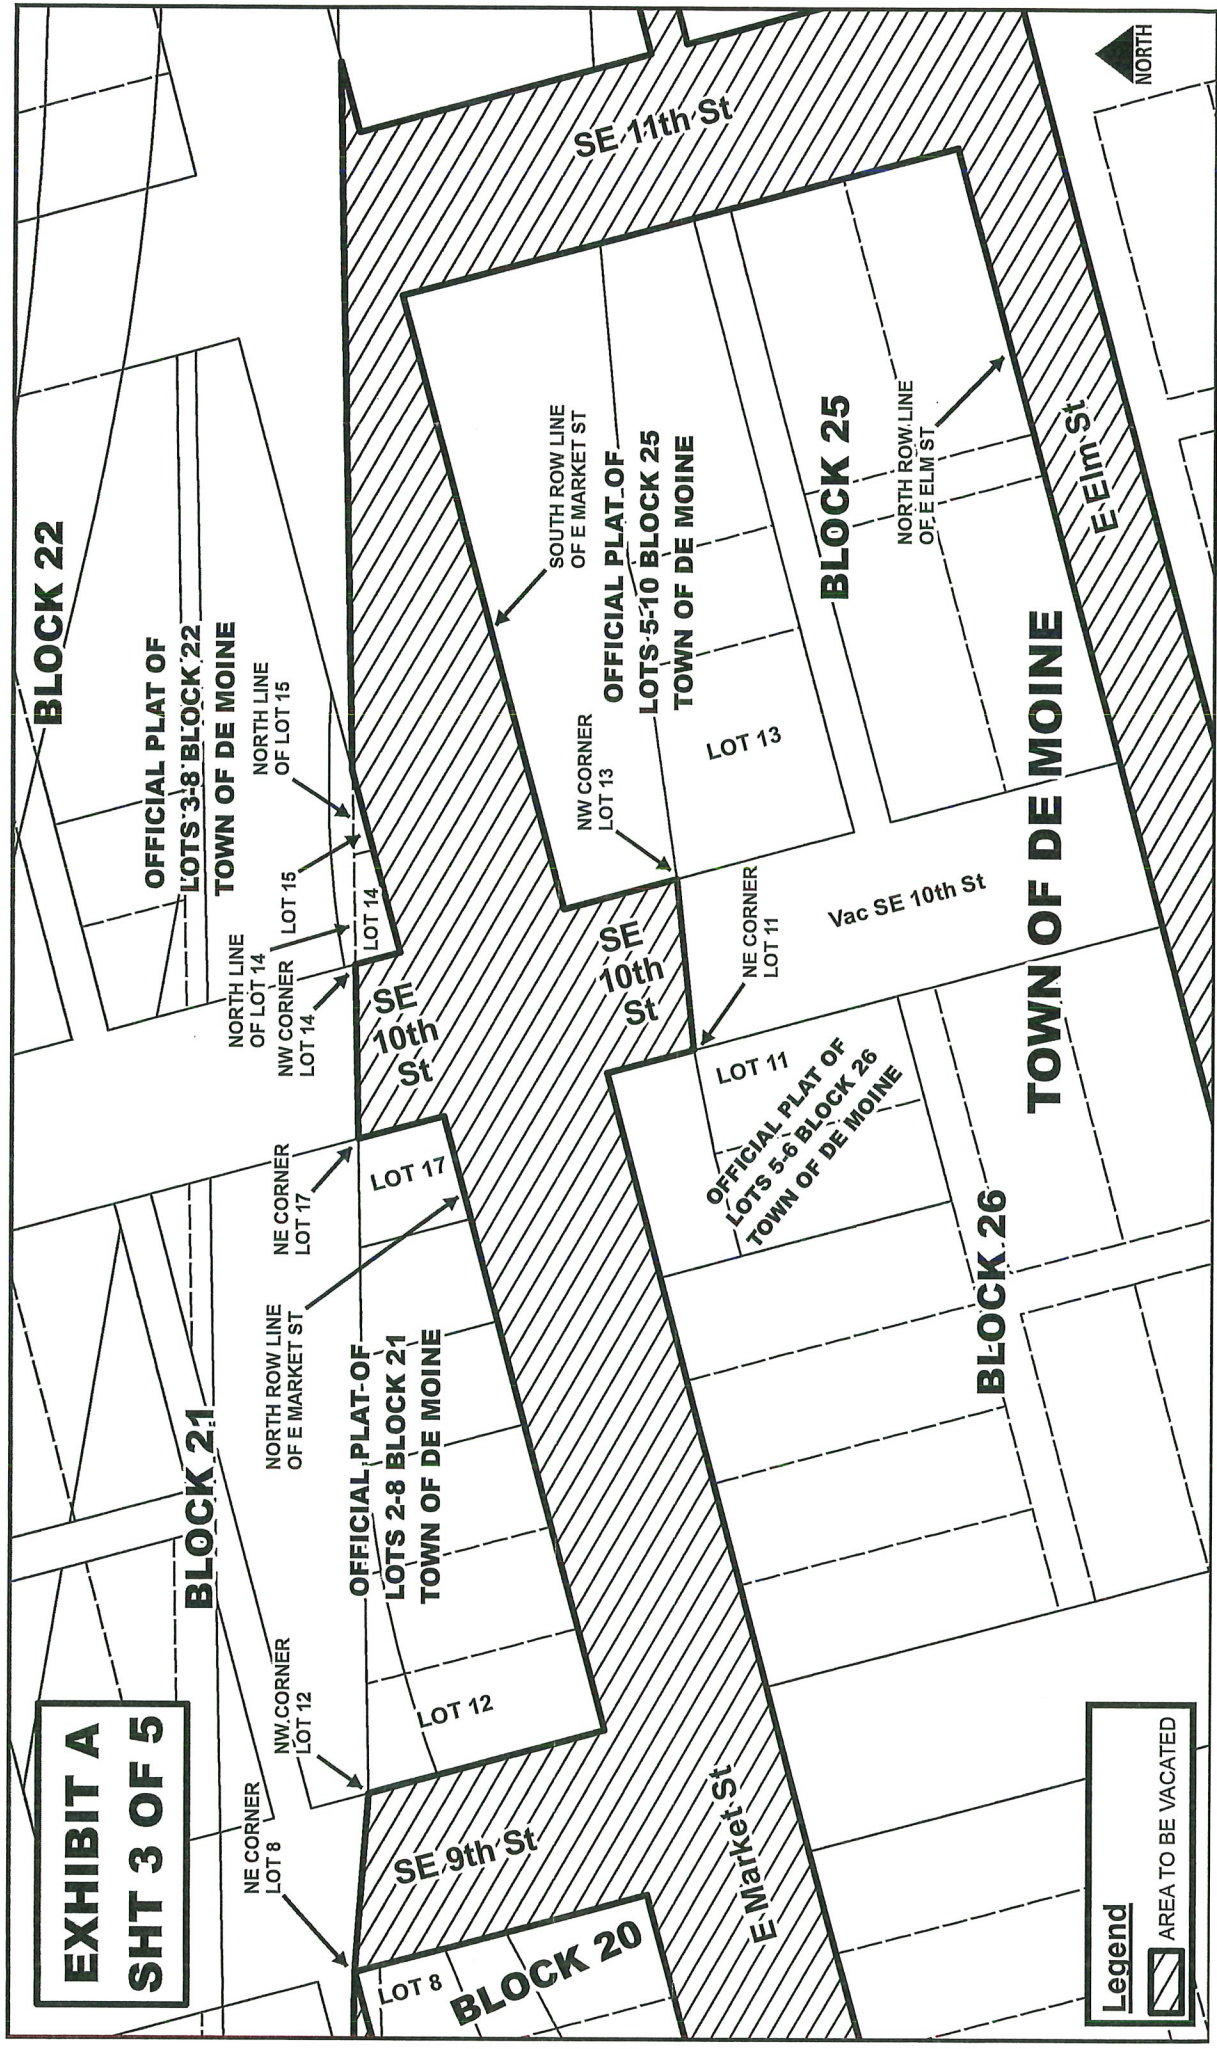 EXHIBIT A
SHT 3 OF 5
BLOCK 21
BLOCK 22
NE CORNER
LOT 8
NW CORNER
LOT 12
NORTH ROW LINE
OF E MARKET ST
NE CORNER
LOT 17
NW CORNER
LOT 14
NORTH LINE
OF LOT 14
LOT 15
NORTH LINE
OF LOT 15
OFFICIAL PLAT OF
LOTS 3-8 BLOCK 22
TOWN OF DE MOINE
LOT 14
SE
10th
St
LOT 17
OFFICIAL PLAT OF
LOTS 2-8 BLOCK 21
TOWN OF DE MOINE
LOT 12
SE 9th St
LOT 8
BLOCK 20
E Market St
SE 11th St
SOUTH ROW LINE
OF E MARKET ST
OFFICIAL PLAT OF
LOTS 5-10 BLOCK 25
TOWN OF DE MOINE
NW CORNER
LOT 13
LOT 13
SE
10th
St
NE CORNER
LOT 11
LOT 11
OFFICIAL PLAT OF
LOTS 5-6 BLOCK 26
TOWN OF DE MOINE
Vac SE 10th St
BLOCK 25
NORTH ROW LINE
OF E ELM ST
BLOCK 26
TOWN OF DE MOINE
E Elm St
NORTH
Legend
AREA TO BE VACATED